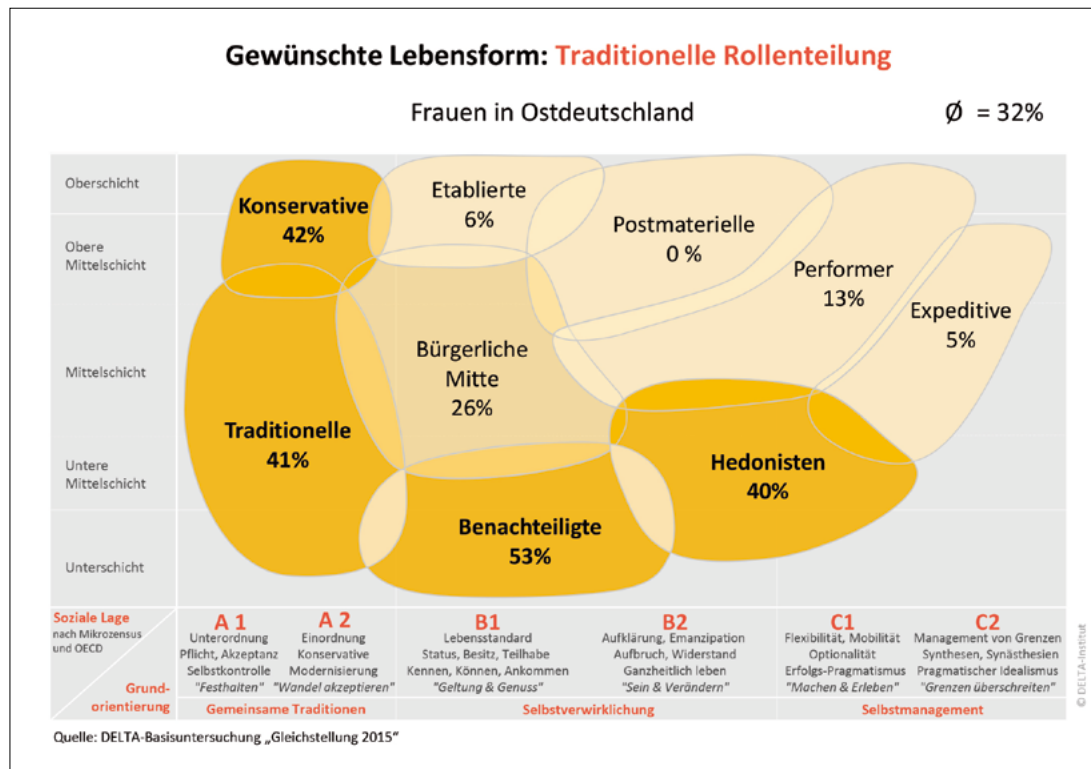 Gewünschte Lebensform: Traditionelle Rollenteilung
Frauen in Ostdeutschland
Ø = 32%
Oberschicht
Obere
Mittelschicht
Mittelschicht
Untere
Mittelschicht
Unterschicht
Konservative
42%
Etablierte
6%
Postmaterielle
0 %
Performer
13%
Expeditive
5%
Bürgerliche
Mitte
26%
Traditionelle
41%
Hedonisten
40%
Benachteiligte
53%
Soziale Lage
nach Mikrozensus
und OECD
Grund-
orientierung
A 1
Unterordnung
Pflicht, Akzeptanz
Selbstkontrolle
"Festhalten"
A 2
Einordnung
Konservative
Modernisierung
"Wandel akzeptieren"
B1
Lebensstandard
Status, Besitz, Teilhabe
Kennen, Können, Ankommen
"Geltung & Genuss"
B2
Aufklärung, Emanzipation
Aufbruch, Widerstand
Ganzheitlich leben
"Sein & Verändern"
C1
Flexibilität, Mobilität
Optionalität
Erfolgs-Pragmatismus
"Machen & Erleben"
C2
Management von Grenzen
Synthesen, Synästhesien
Pragmatischer Idealismus
"Grenzen überschreiten"
Gemeinsame Traditionen
Selbstverwirklichung
Selbstmanagement
© DELTA-Institut
Quelle: DELTA-Basisuntersuchung „Gleichstellung 2015“